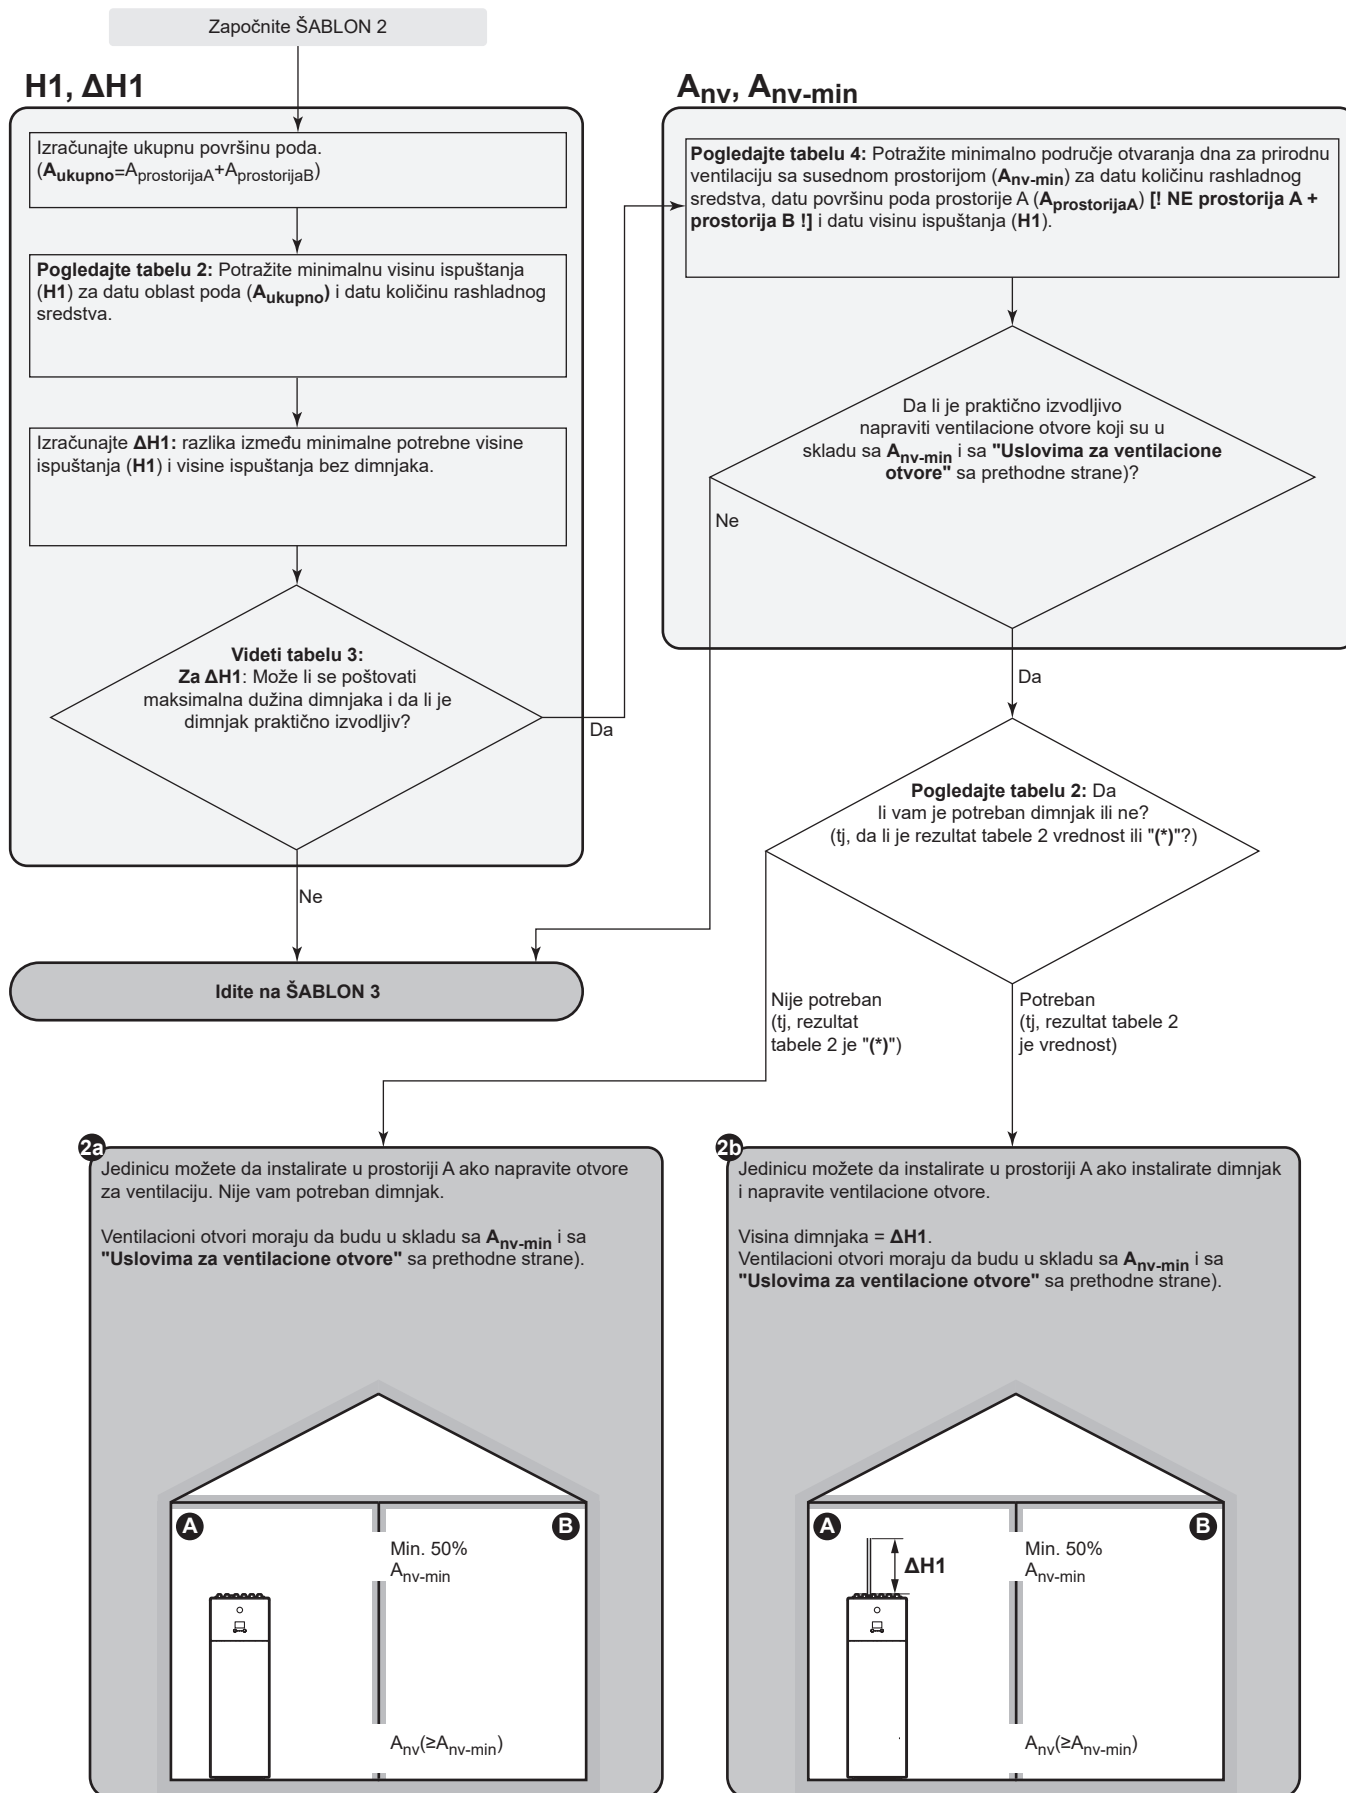 Započnite ŠABLON 2
H1, ΔH1
Izračunajte ukupnu površinu poda.
(Aukupno=AprostorijaA+AprostorijaB)
Pogledajte tabelu 2: Potražite minimalnu visinu ispuštanja
(H1) za datu oblast poda (Aukupno) i datu količinu rashladnog
sredstva.
Izračunajte ΔH1: razlika između minimalne potrebne visine
ispuštanja (H1) i visine ispuštanja bez dimnjaka.
Videti tabelu 3:
Za ΔH1: Može li se poštovati
maksimalna dužina dimnjaka i da li je
dimnjak praktično izvodljiv?
Da
Ne
Idite na ŠABLON 3
Anv, Anv-min
Pogledajte tabelu 4: Potražite minimalno područje otvaranja dna za prirodnu
ventilaciju sa susednom prostorijom (Anv-min) za datu količinu rashladnog
sredstva, datu površinu poda prostorije A (AprostorijaA) [! NE prostorija A +
prostorija B !] i datu visinu ispuštanja (H1).
Da li je praktično izvodljivo
napraviti ventilacione otvore koji su u
skladu sa Anv-min i sa "Uslovima za ventilacione
otvore" sa prethodne strane)?
Ne
Da
Pogledajte tabelu 2: Da
li vam je potreban dimnjak ili ne?
(tj, da li je rezultat tabele 2 vrednost ili "(*)"?)
Nije potreban
(tj, rezultat
tabele 2 je "(*)")
Potreban
(tj, rezultat tabele 2
je vrednost)
2a
Jedinicu možete da instalirate u prostoriji A ako napravite otvore
za ventilaciju. Nije vam potreban dimnjak.
Ventilacioni otvori moraju da budu u skladu sa Anv-min i sa
"Uslovima za ventilacione otvore" sa prethodne strane).
A
B
Min. 50%
Anv-min
Anv(≥Anv-min)
2b
Jedinicu možete da instalirate u prostoriji A ako instalirate dimnjak
i napravite ventilacione otvore.
Visina dimnjaka = ΔH1.
Ventilacioni otvori moraju da budu u skladu sa Anv-min i sa
"Uslovima za ventilacione otvore" sa prethodne strane).
A
B
ΔH1
Min. 50%
Anv-min
Anv(≥Anv-min)